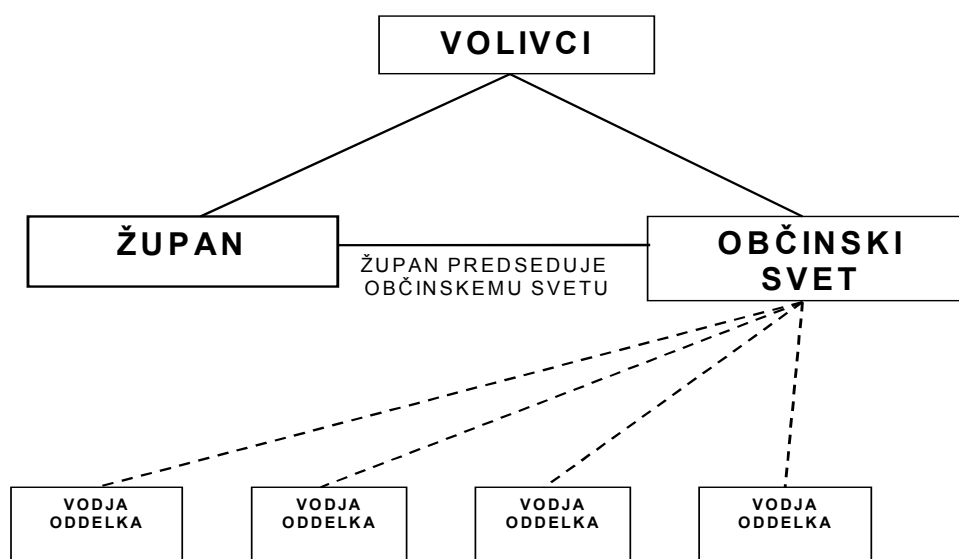 VOLIVCI
ŽUPAN
ŽUPAN PREDSEDUJE
OBČINSKEMU SVETU
OBČINSKI
SVET
VODJA
ODDELKA
VODJA
ODDELKA
VODJA
ODDELKA
VODJA
ODDELKA